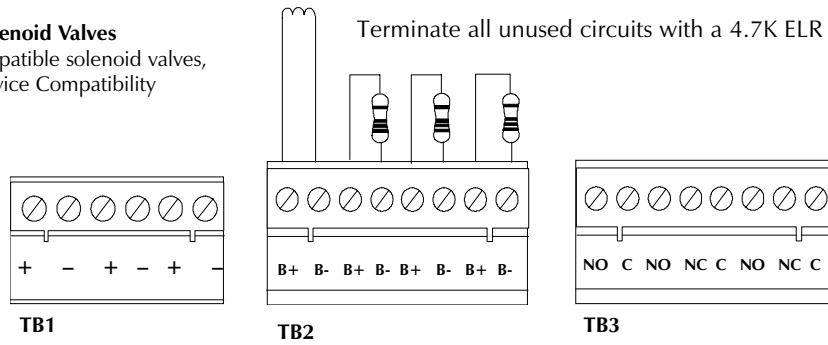 enoid Valves
patible solenoid valves,
vice Compatibility
Terminate all unused circuits with a 4.7K ELR
+ – + – + –
TB1
B+ B- B+ B- B+ B- B+ B-
TB2
NO C NO NC C NO NC C
TB3